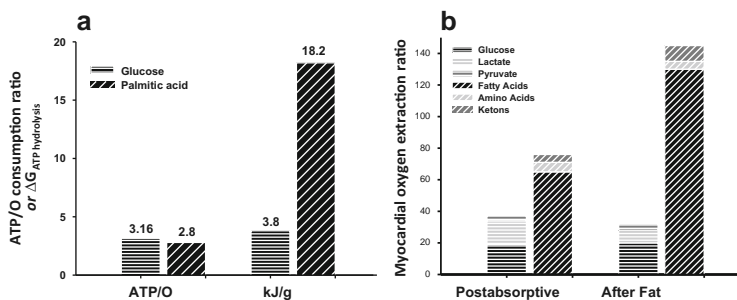 a
ATP/O consumption ratio
or ΔG ATP hydrolysis
20
15
10
5
0
Glucose
Palmitic acid
3.16
2.8
3.8
18.2
ATP/O
kJ/g
b
Myocardial oxygen extraction ratio
140
120
100
80
60
40
20
0
Glucose
Lactate
Pyruvate
Fatty Acids
Amino Acids
Ketons
Postabsorptive
After Fat